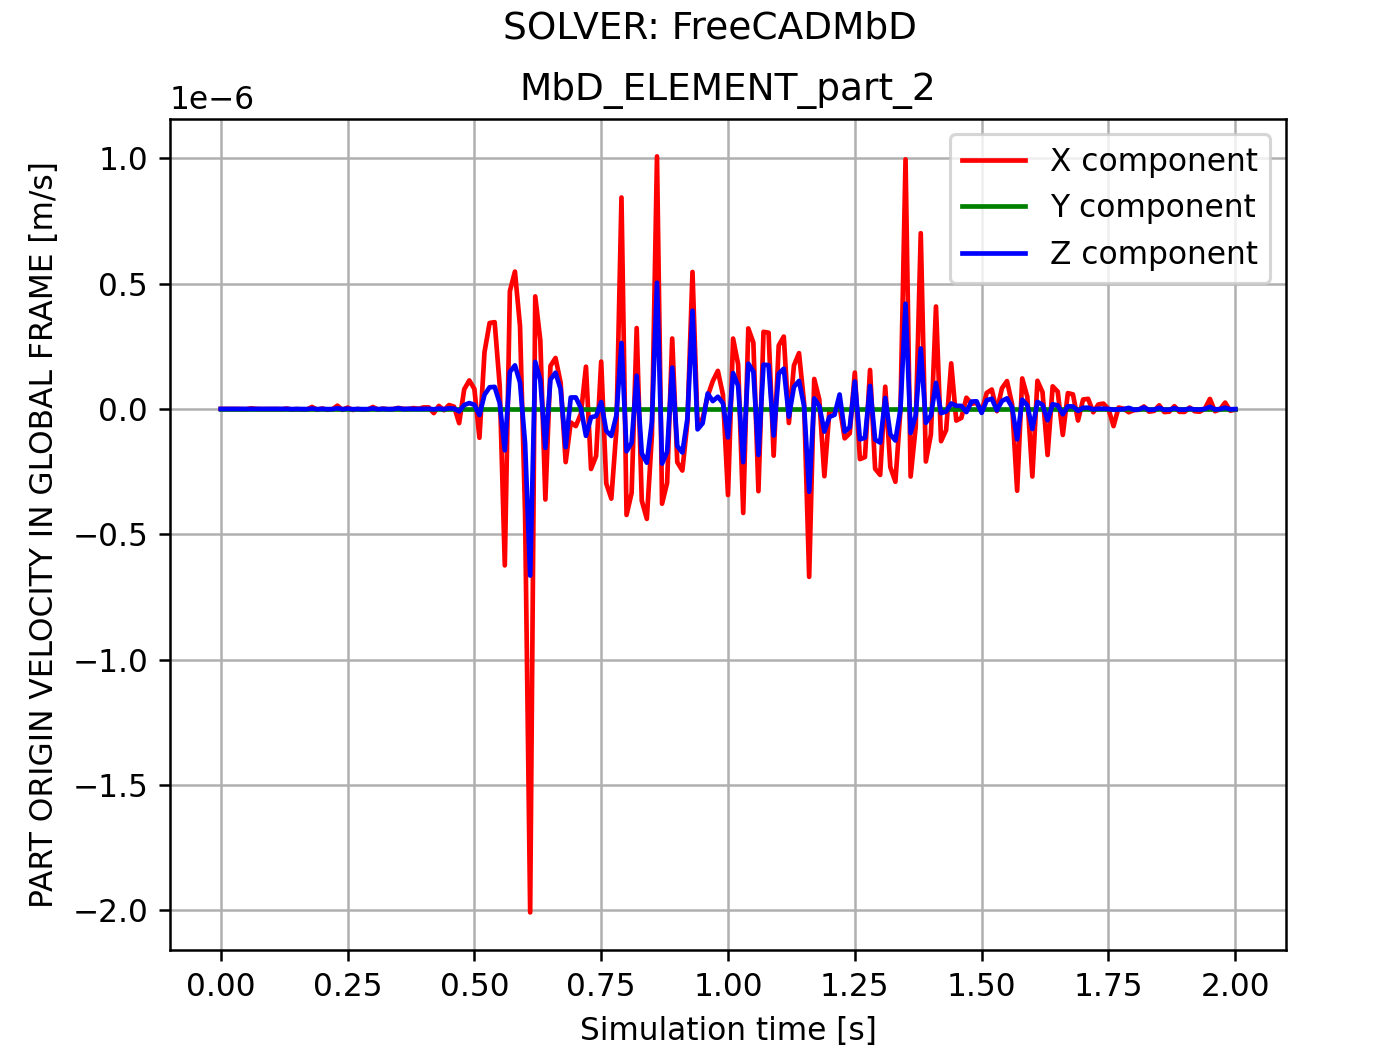 SOLVER: FreeCADMbD
MbD_ELEMENT_part_2
1e−6
PART ORIGIN VELOCITY IN GLOBAL FRAME [m/s]
1.0
0.5
0.0
−0.5
−1.0
−1.5
−2.0
X component
Y component
Z component
0.00 0.25 0.50 0.75 1.00 1.25 1.50 1.75 2.00
Simulation time [s]